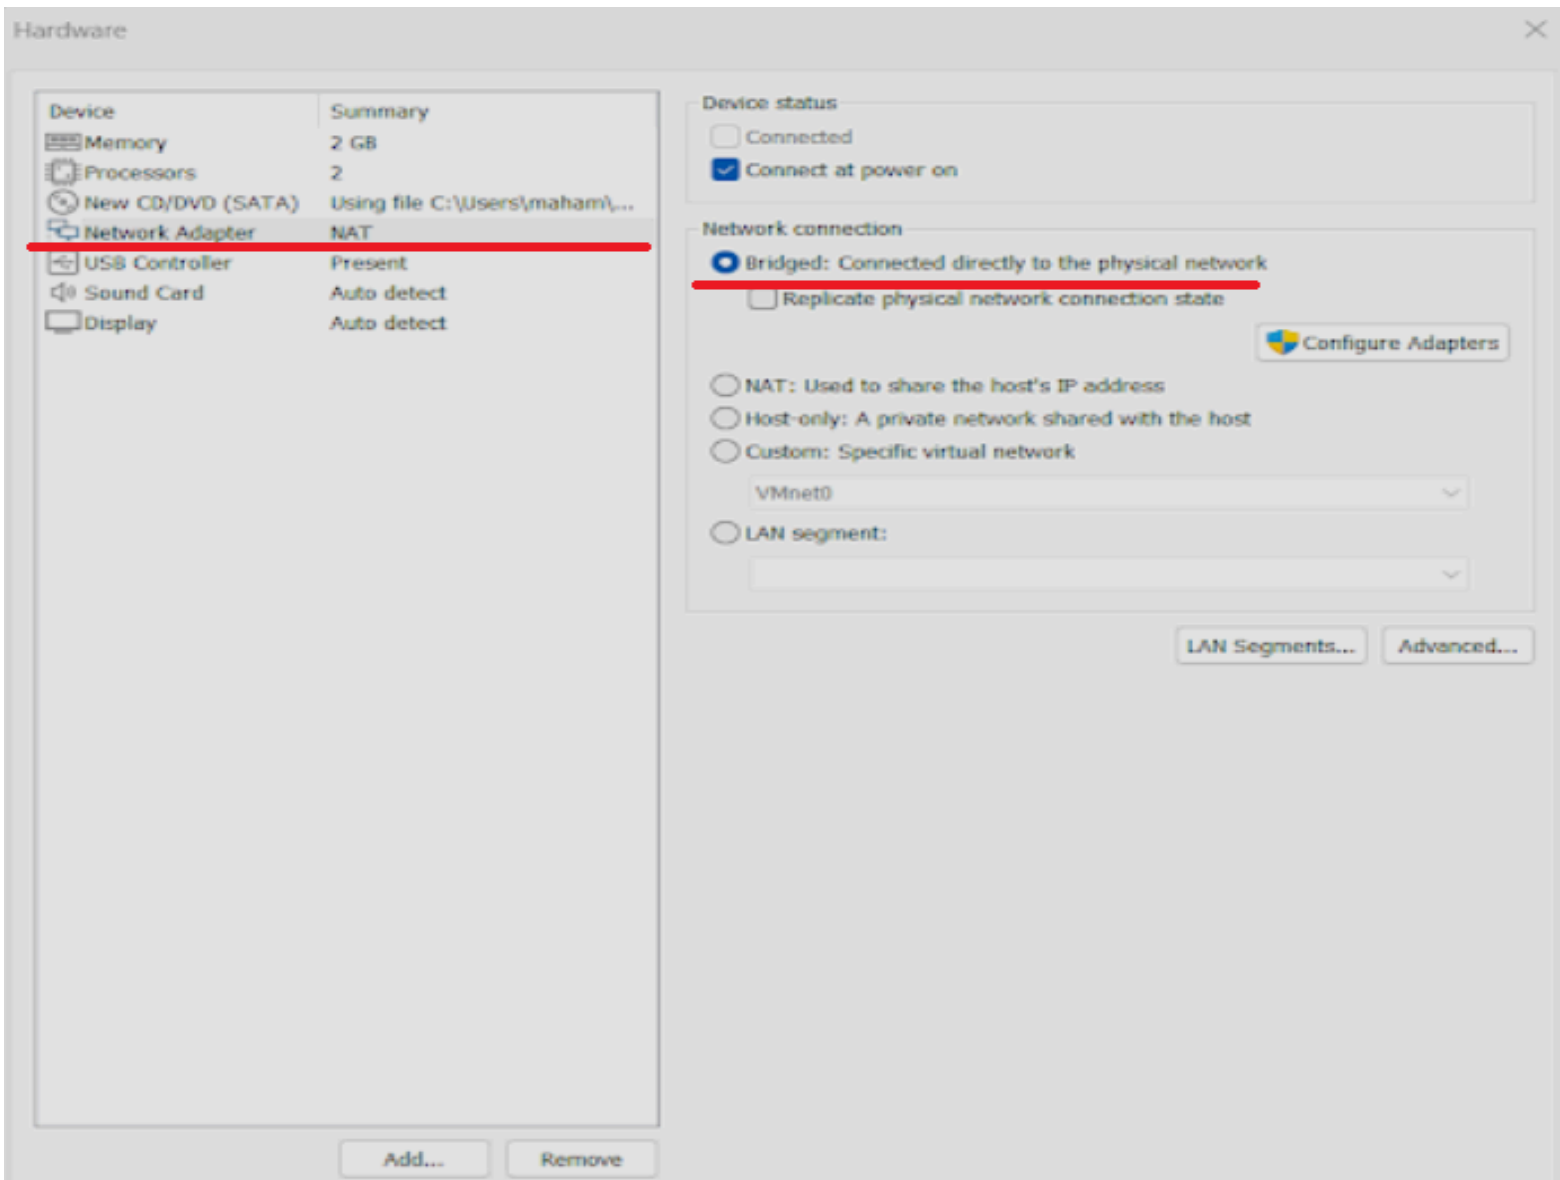 Hardware
Device Summary
Memory 2 GB
Processors 2
New CD/DVD (SATA) Using file C:\Users\maham\,...
Network Adapter NAT
USB Controller Present
Sound Card Auto detect
Display Auto detect
Add...
Remove
Device status
Connected
Connect at power on
Network connection
Bridged: Connected directly to the physical network
Replicate physical network connection state
Configure Adapters
NAT: Used to share the host's IP address
Host-only: A private network shared with the host
Custom: Specific virtual network
VMnet0
LAN segment:
LAN Segments...
Advanced...